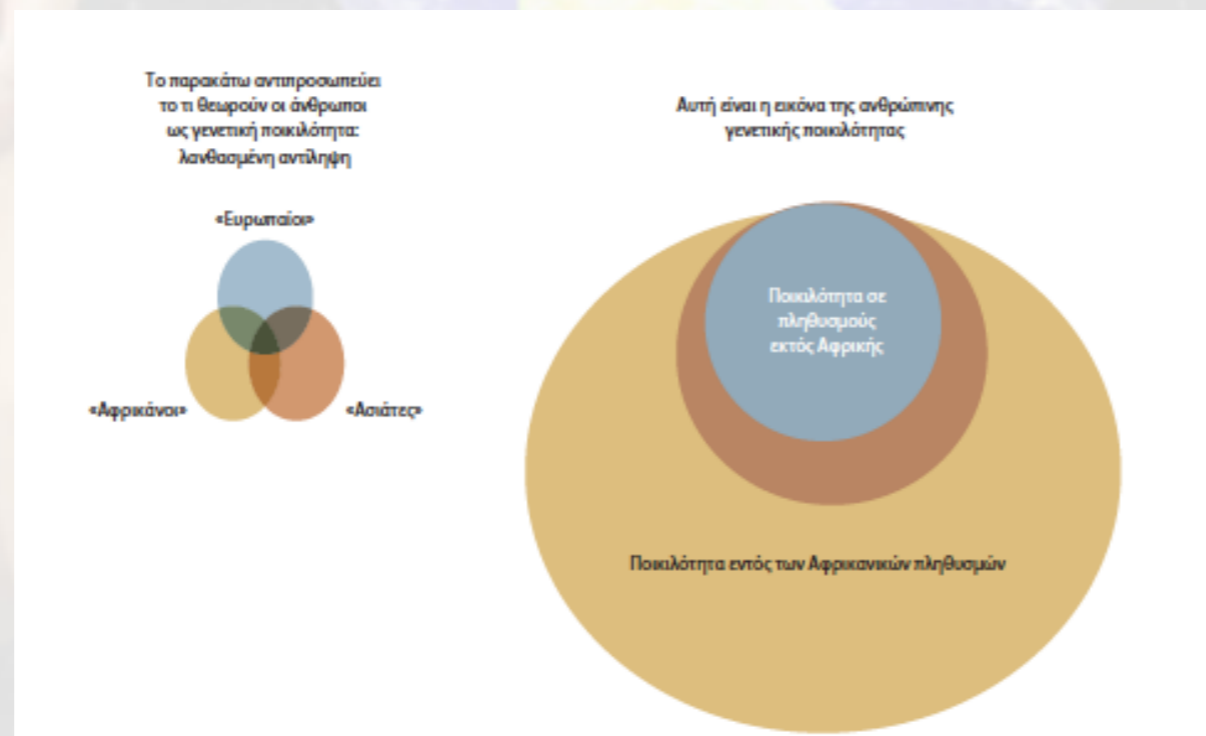 Το παρακάτω αντιπροσωπεύει
το τι θεωρούν οι άνθρωποι
ως γενετική ποικιλότητα:
λανθασμένη αντίληψη
«Ευρωπαίοι»
«Αφρικάνοι»
«Ασιάτες»
Αυτή είναι η εικόνα της ανθρώπινης
γενετικής ποικιλότητας
Ποικιλότητα σε
πληθυσμούς
εκτός Αφρικής
Ποικιλότητα εντός των Αφρικανικών πληθυσμών